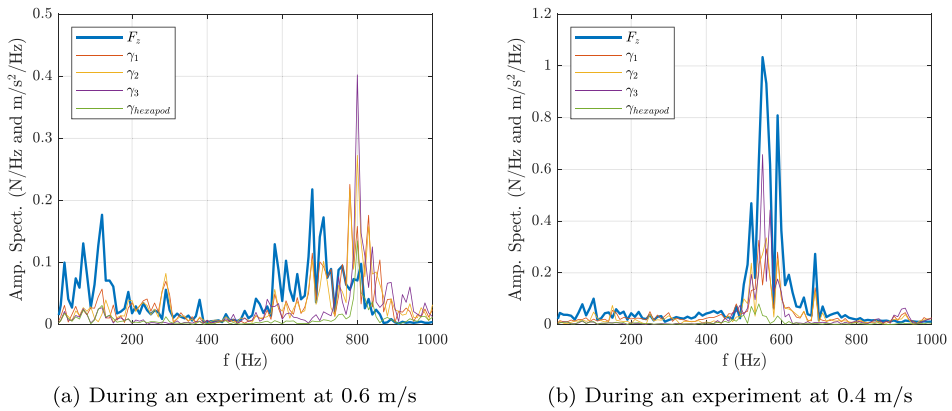 0.5
0.4
0.3
0.2
0.1
0
200
400
600
800
1000
f (Hz)
Amp. Spect. (N/Hz and m/s²/Hz)
F_z
γ_1
γ_2
γ_3
γ_hexapod
(a) During an experiment at 0.6 m/s
1.2
1
0.8
0.6
0.4
0.2
0
200
400
600
800
1000
f (Hz)
Amp. Spect. (N/Hz and m/s²/Hz)
F_z
γ_1
γ_2
γ_3
γ_hexapod
(b) During an experiment at 0.4 m/s